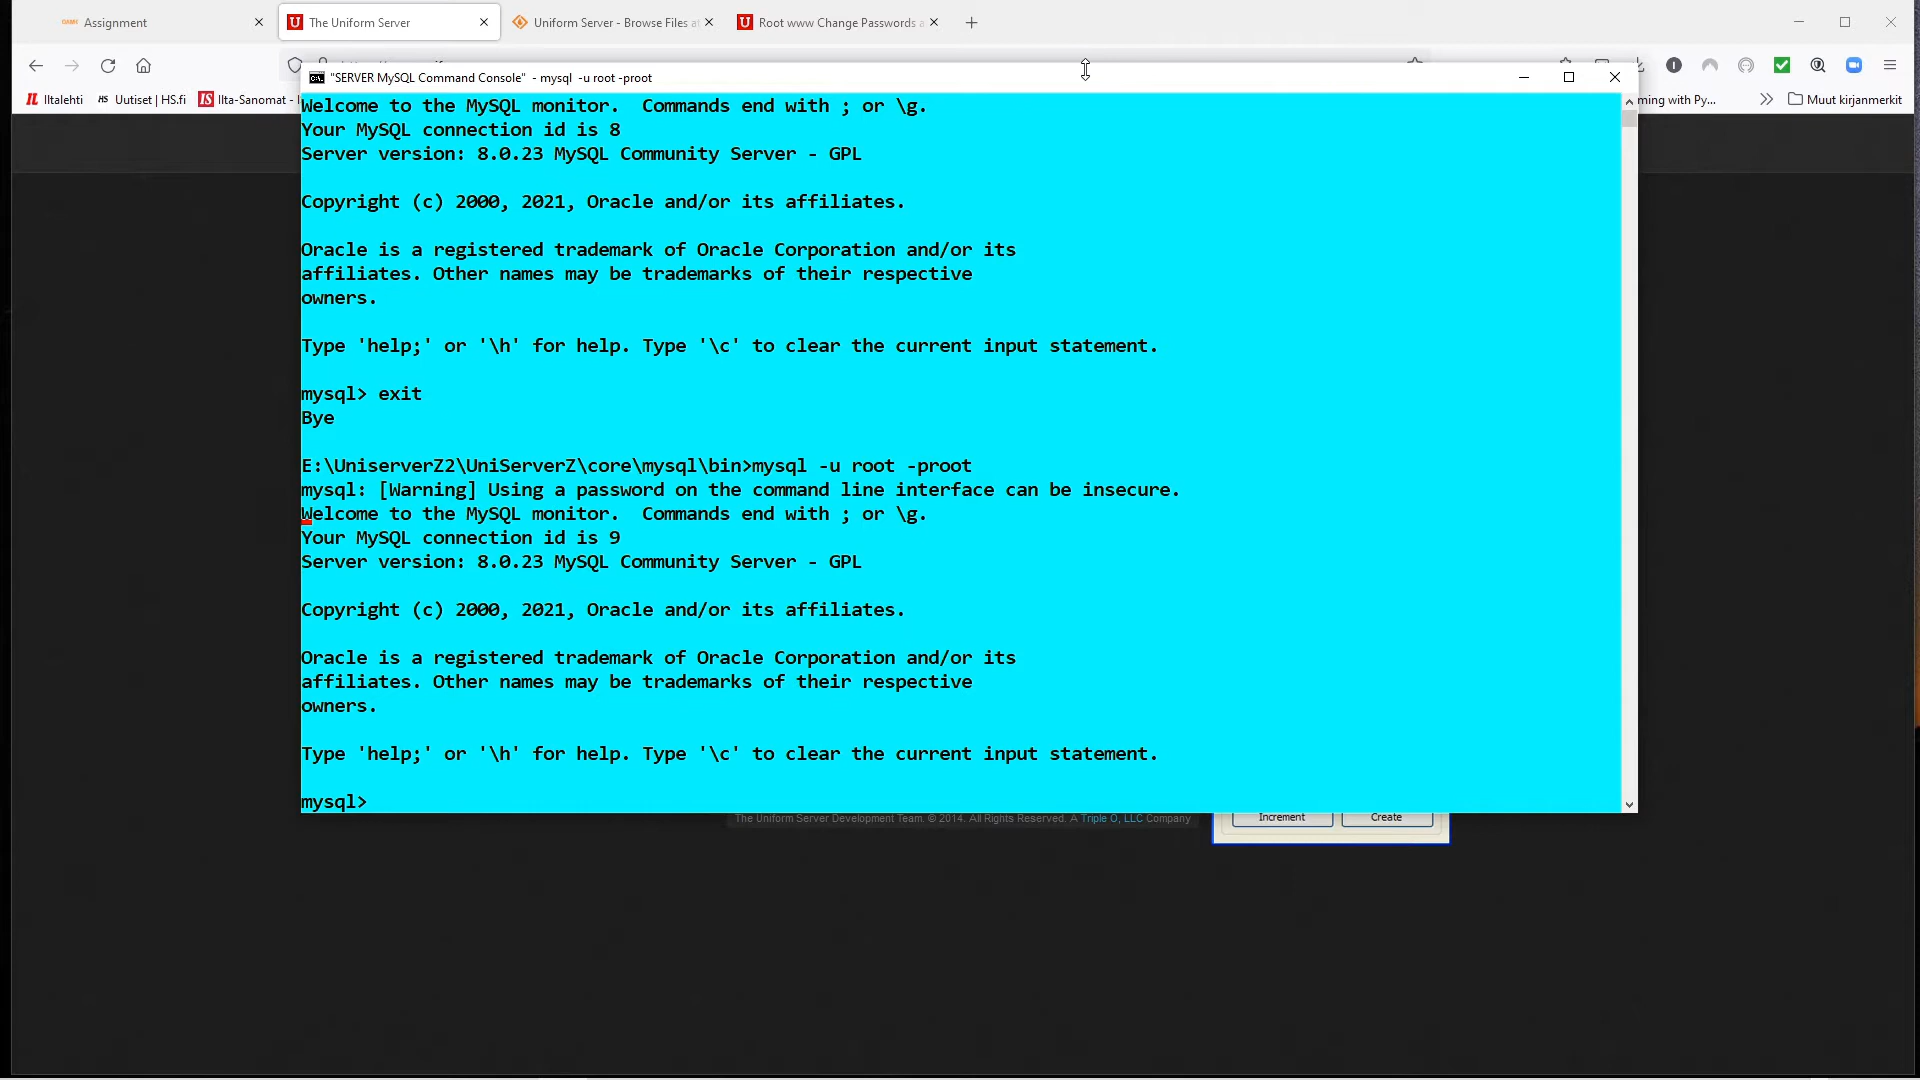 Assignment
The Uniform Server
Uniform Server - Browse Files a
Root www Change Passwords a
"SERVER MySQL Command Console" - mysql -u root -proot
Iltalehti
HS Uutiset | HS.fi
IS Ilta-Sanomat -
ming with Py...
Muut kirjanmerkit
Welcome to the MySQL monitor.  Commands end with ; or \g.
Your MySQL connection id is 8
Server version: 8.0.23 MySQL Community Server - GPL
Copyright (c) 2000, 2021, Oracle and/or its affiliates.
Oracle is a registered trademark of Oracle Corporation and/or its
affiliates. Other names may be trademarks of their respective
owners.
Type 'help;' or '\h' for help. Type '\c' to clear the current input statement.
mysql> exit
Bye
E:\UniserverZ2\UniServerZ\core\mysql\bin>mysql -u root -proot
mysql: [Warning] Using a password on the command line interface can be insecure.
Welcome to the MySQL monitor.  Commands end with ; or \g.
Your MySQL connection id is 9
Server version: 8.0.23 MySQL Community Server - GPL
Copyright (c) 2000, 2021, Oracle and/or its affiliates.
Oracle is a registered trademark of Oracle Corporation and/or its
affiliates. Other names may be trademarks of their respective
owners.
Type 'help;' or '\h' for help. Type '\c' to clear the current input statement.
mysql>
The Uniform Server Development Team. © 2014. All Rights Reserved. A Triple O, LLC Company
Increment
Create